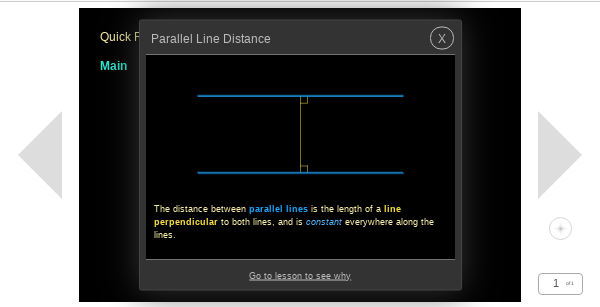 Quick
Parallel Line Distance
X
Main
The distance between parallel lines is the length of a line
perpendicular to both lines, and is constant everywhere along the
lines.
Go to lesson to see why
1 of 1